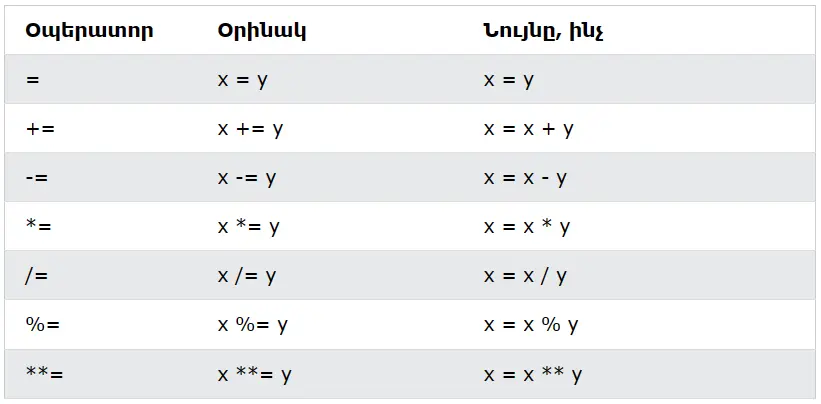 Օպերատոր Օրինակ Նույնը, ինչ
= x = y x = y
+= x += y x = x + y
-= x -= y x = x - y
*= x *= y x = x * y
/= x /= y x = x / y
%= x %= y x = x % y
**= x **= y x = x ** y